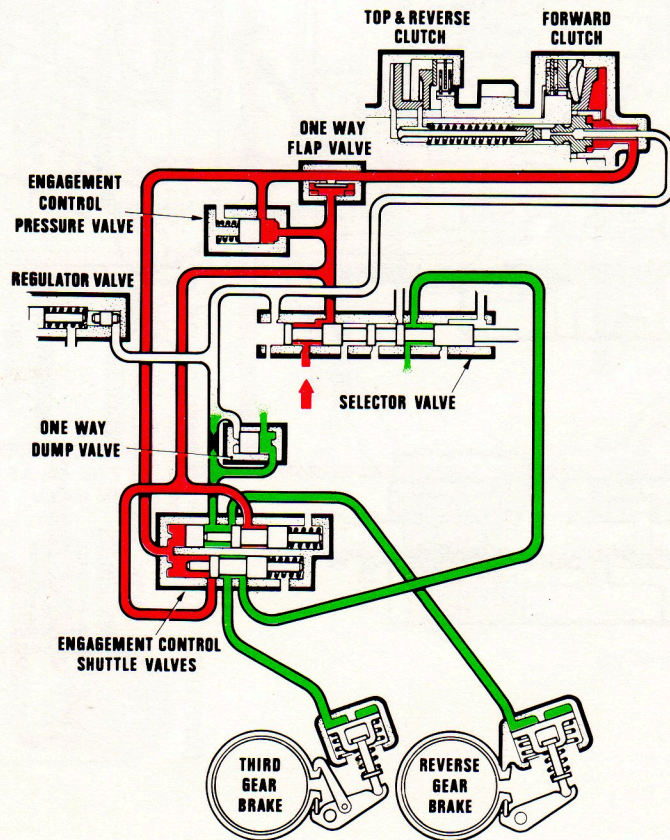 TOP & REVERSE
CLUTCH
FORWARD
CLUTCH
ONE WAY
FLAP VALVE
ENGAGEMENT
CONTROL
PRESSURE VALVE
REGULATOR VALVE
SELECTOR VALVE
ONE WAY
DUMP VALVE
ENGAGEMENT CONTROL
SHUTTLE VALVES
THIRD
GEAR
BRAKE
REVERSE
GEAR
BRAKE